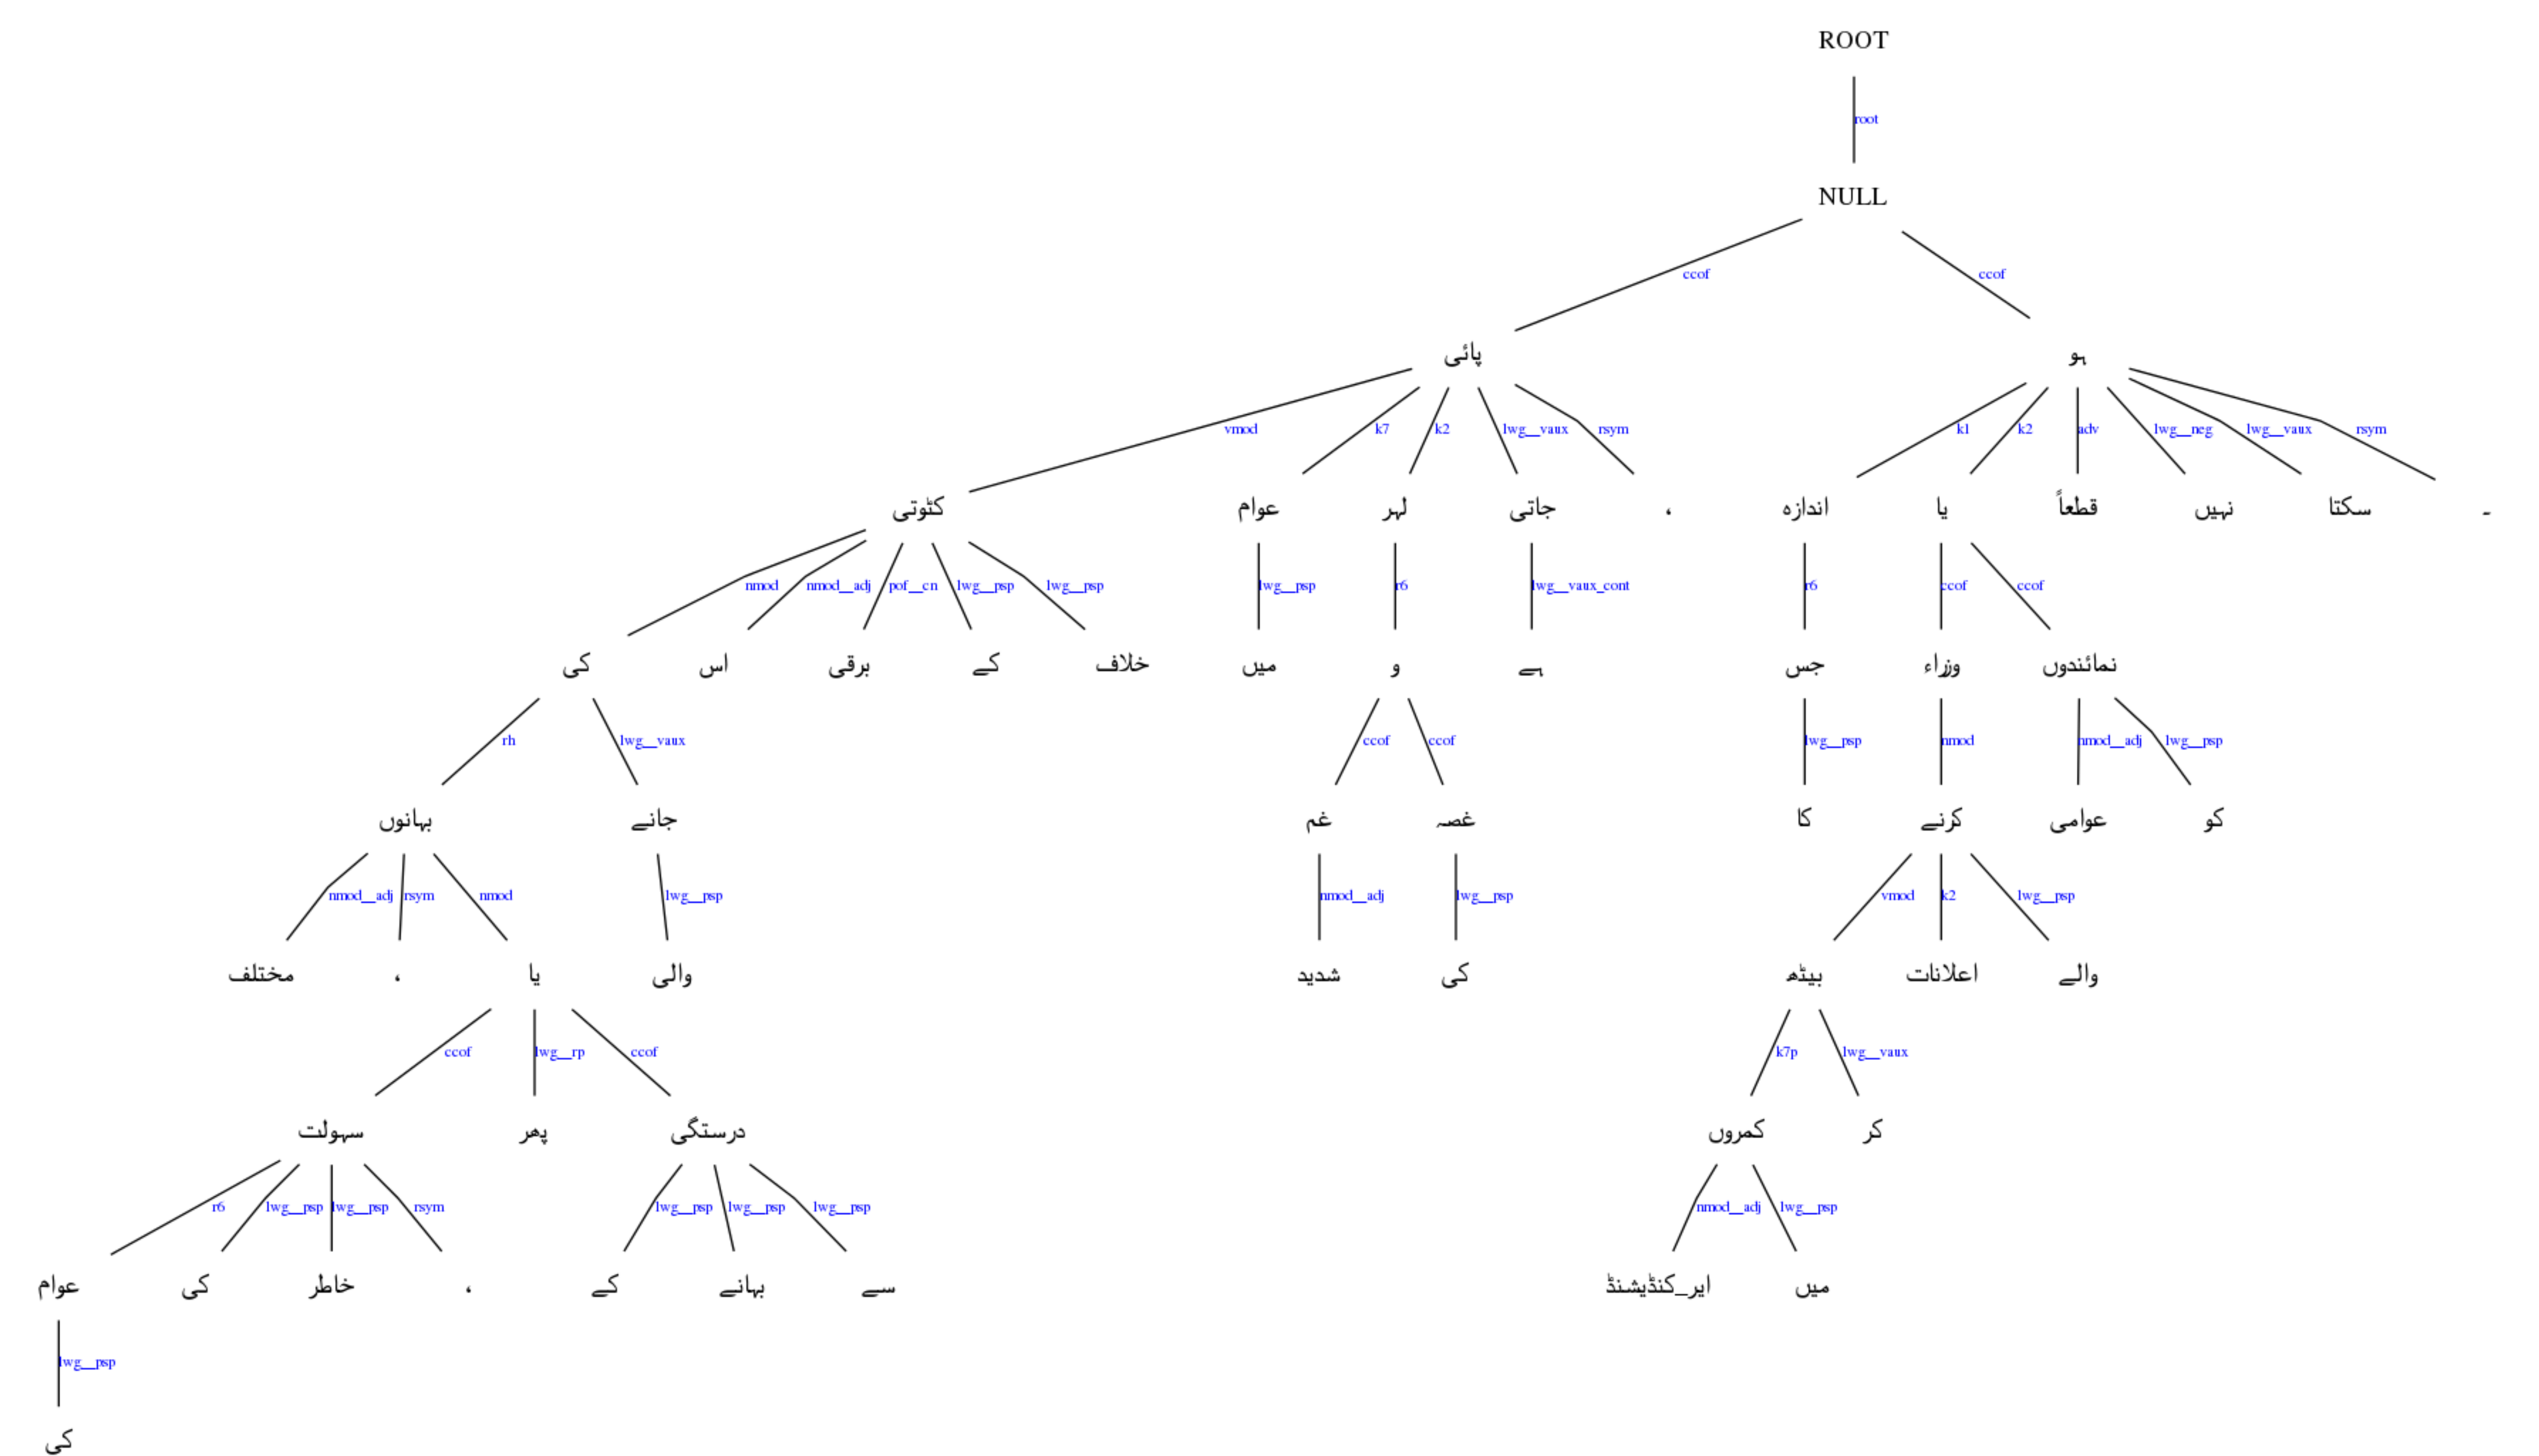 ROOT
root
NULL
ccof ccof
پائی ہو
vmod k7 k2 lwg__vaux rsym k1 k2 adv lwg__neg lwg__vaux rsym
کٹوتی عوام لہر جاتی ، اندازہ یا قطعاً نہیں سکتا ۔
nmod nmod__adj pof__cn lwg__psp lwg__psp lwg__psp r6 lwg__vaux_cont r6 ccof ccof
کی اس برقی کے خلاف میں و ہے جس وزراء نمائندوں
rh lwg__vaux ccof ccof lwg__psp nmod nmod__adj lwg__psp
بہانوں جانے غم غصہ کا کرنے عوامی کو
nmod__adj rsym nmod lwg__psp nmod__adj lwg__psp vmod k2 lwg__psp
مختلف ، یا والی شدید کی بیٹھ اعلانات والے
ccof lwg__rp ccof k7p lwg__vaux
سہولت پھر درستگی کمروں کر
r6 lwg__psp lwg__psp rsym lwg__psp lwg__psp lwg__psp nmod__adj lwg__psp
عوام کی خاطر ، کے بہانے سے ایر_کنڈیشنڈ میں
lwg__psp
کی